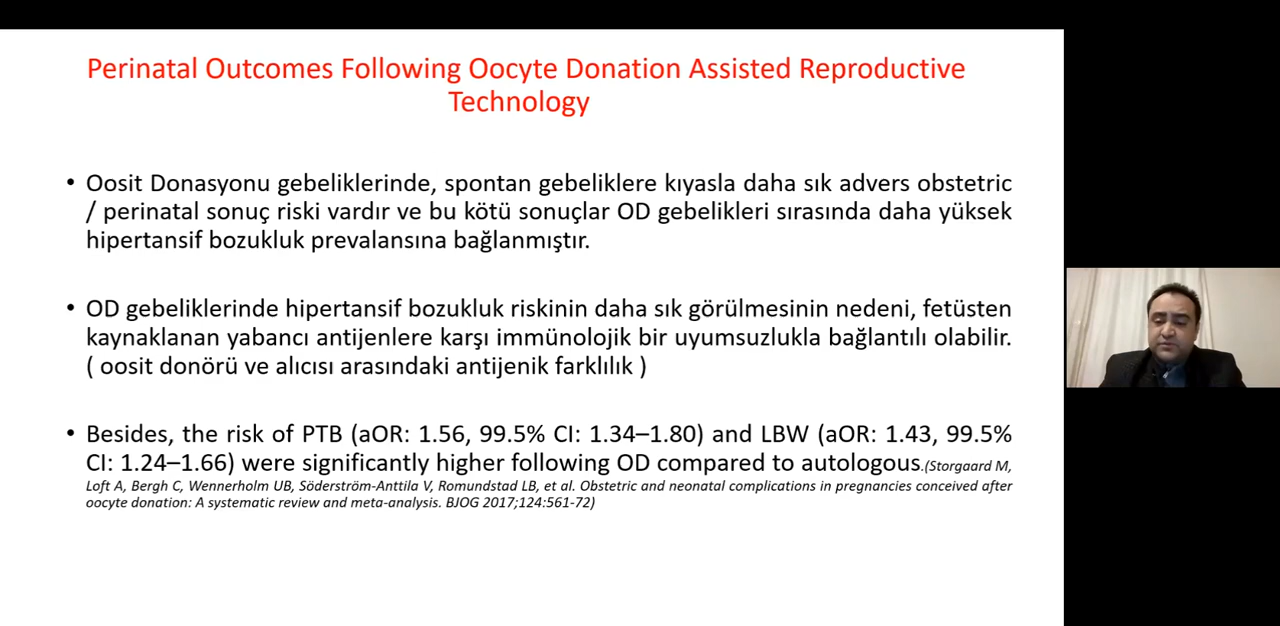 Perinatal Outcomes Following Oocyte Donation Assisted Reproductive
Technology
• Oosit Donasyonu gebeliklerinde, spontan gebeliklere kıyasla daha sık advers obstetric
/ perinatal sonuç riski vardır ve bu kötü sonuçlar OD gebelikleri sırasında daha yüksek
hipertansif bozukluk prevalansına bağlanmıştır.
• OD gebeliklerinde hipertansif bozukluk riskinin daha sık görülmesinin nedeni, fetüsten
kaynaklanan yabancı antijenlere karşı immünolojik bir uyumsuzlukla bağlantılı olabilir.
( oosit donörü ve alıcısı arasındaki antijenik farklılık )
• Besides, the risk of PTB (aOR: 1.56, 99.5% CI: 1.34–1.80) and LBW (aOR: 1.43, 99.5%
CI: 1.24–1.66) were significantly higher following OD compared to autologous.(Storgaard M,
Loft A, Bergh C, Wennerholm UB, Söderström-Anttila V, Romundstad LB, et al. Obstetric and neonatal complications in pregnancies conceived after
oocyte donation: A systematic review and meta-analysis. BJOG 2017;124:561-72)